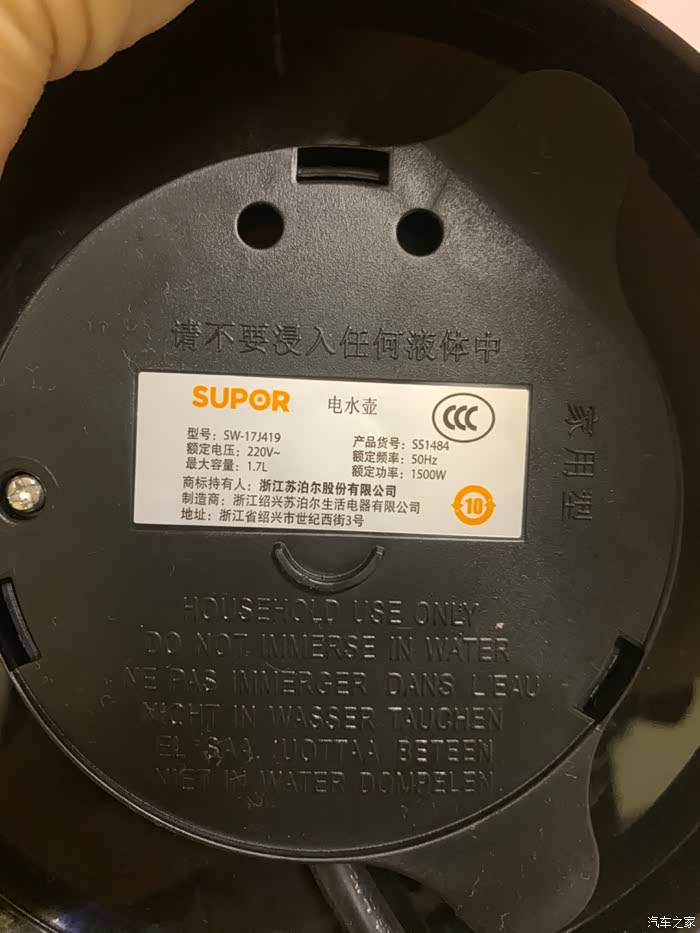 请不要浸入任何液体中
SUPOR 电水壶
CCC
型号：SW-17J419 产品货号：SS1484
额定电压：220V~ 额定频率：50Hz
最大容量：1.7L 额定功率：1500W
商标持有人：浙江苏泊尔股份有限公司
制造商：浙江绍兴苏泊尔生活电器有限公司
地址：浙江省绍兴市世纪西街3号
10
家用型
HOUSEHOLD USE ONLY
DO NOT IMMERSE IN WATER
NE PAS IMMERGER DANS L'EAU
NICHT IN WASSER TAUCHEN
EL SAA UOTTAA BETEEN
NIET IN WATER DOMPELEN
汽车之家